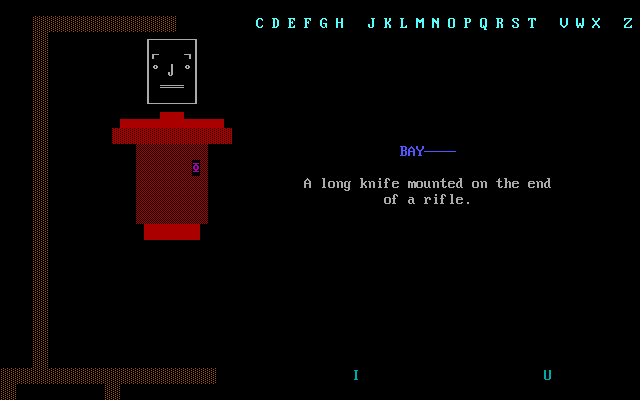 C D E F G H J K L M N O P Q R S T V W X Z
BAY————
A long knife mounted on the end
of a rifle.
I U